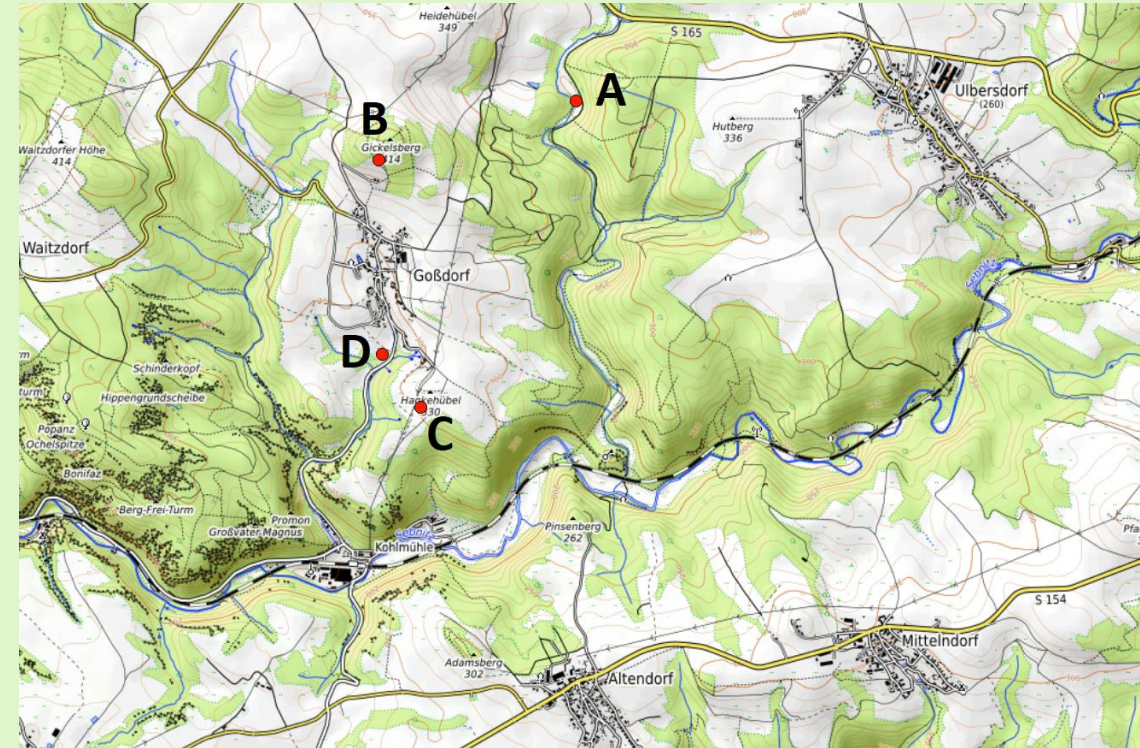 Heidehübel
349
S 165
A
Ulbersdorf
(260)
B
Hutberg
336
Gickelsberg
414
Waitzdorfer Höhe
414
Waitzdorf
Goßdorf
Sebnitz
D
Schinderkopf
Hippengrundscheibe
Hankehübel
330
C
Popanz
Ochelspitze
Bonifaz
Berg-Frei-Turm
Promon
Großvater-Magnus
Sebnitz
Kohlmühle
Pinsenberg
262
S 154
Mittelndorf
Adamsberg
302
Altendorf